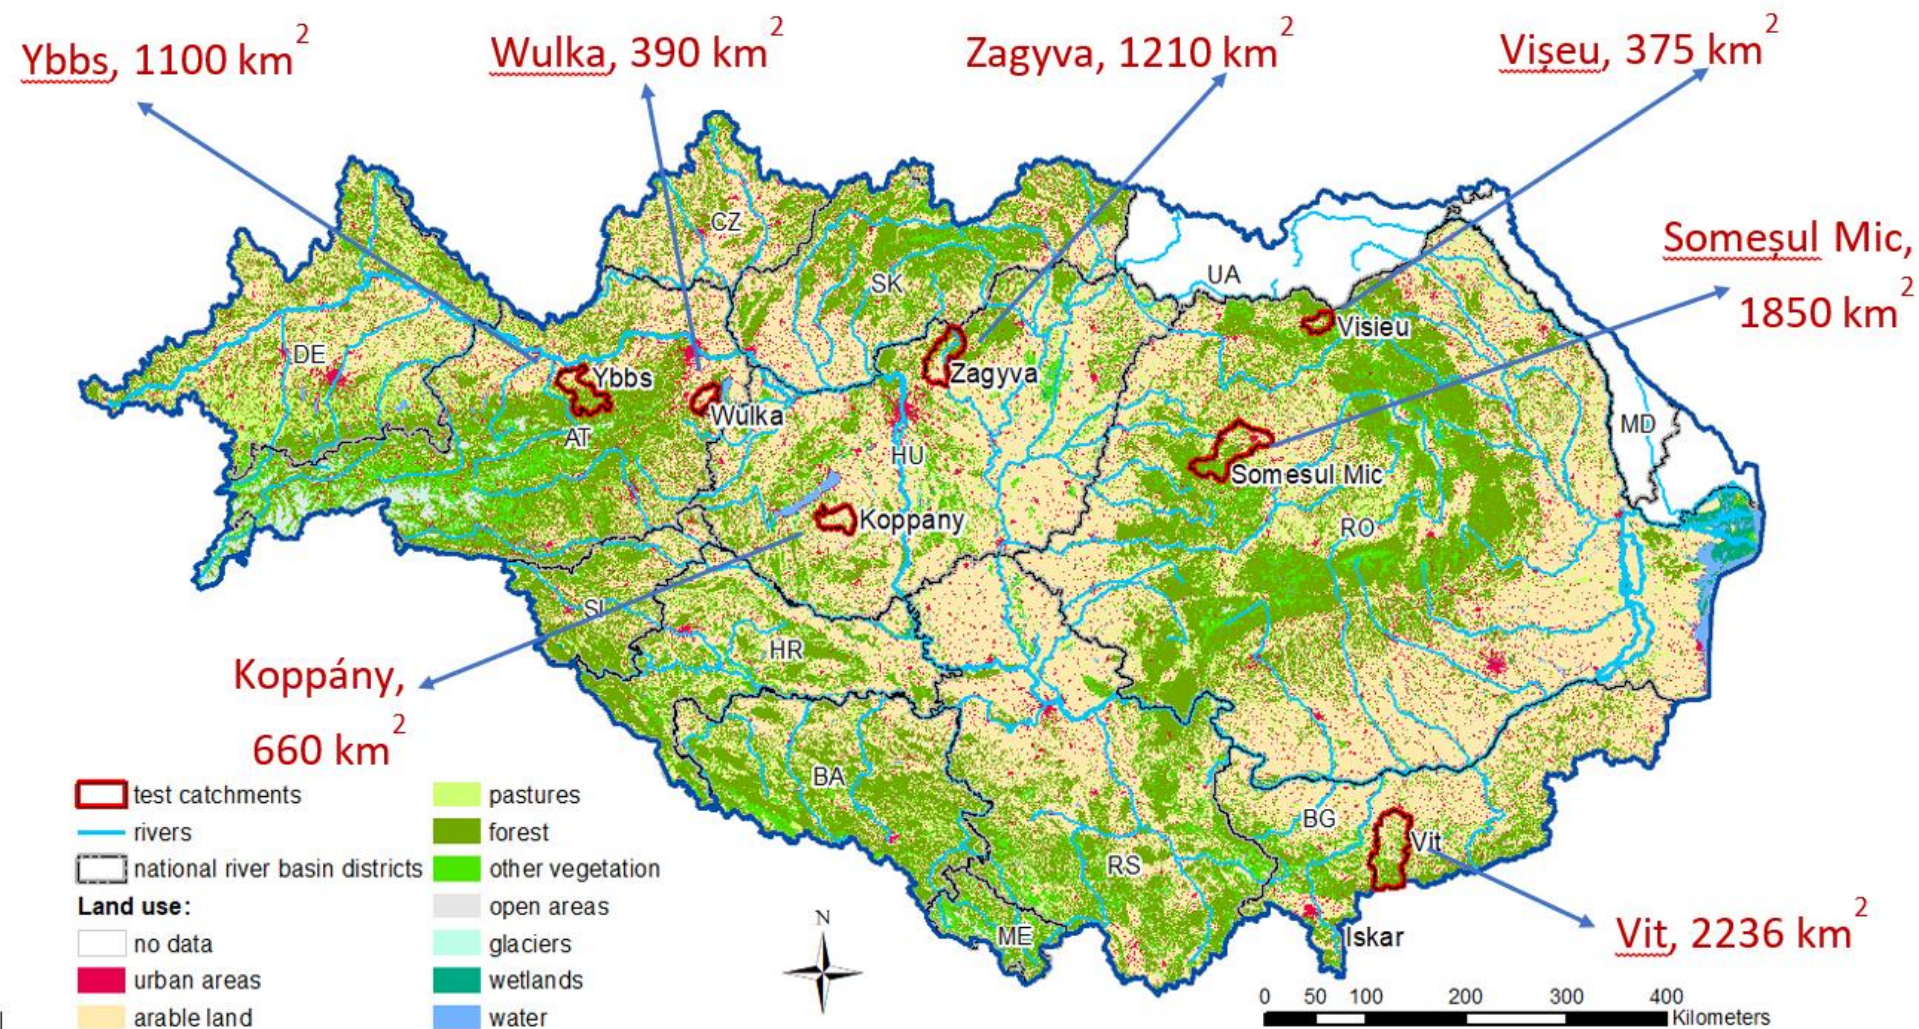 Ybbs, 1100 km²
Wulka, 390 km²
Zagyva, 1210 km²
Vișeu, 375 km²
Someșul Mic,
1850 km²
CZ
SK
UA
DE
Ybbs
Wulka
Zagyva
Visieu
MD
AT
HU
Somesul Mic
Koppány
RO
SI
HR
Koppány,
660 km²
BA
BG
Vit
RS
ME
Iskar
Vit, 2236 km²
test catchments
rivers
national river basin districts
Land use:
no data
urban areas
arable land
pastures
forest
other vegetation
open areas
glaciers
wetlands
water
N
0 50 100 200 300 400
Kilometers